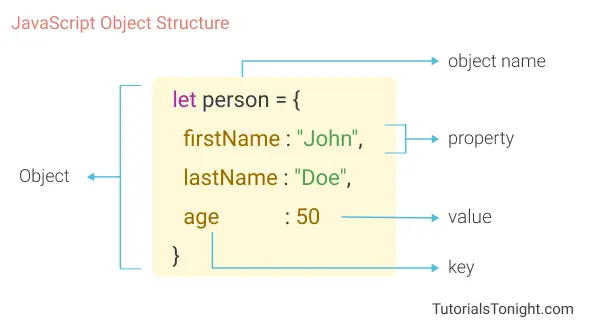 JavaScript Object Structure
object name
let person = {
firstName : "John",
property
Object
lastName : "Doe",
age : 50
value
}
key
TutorialsTonight.com